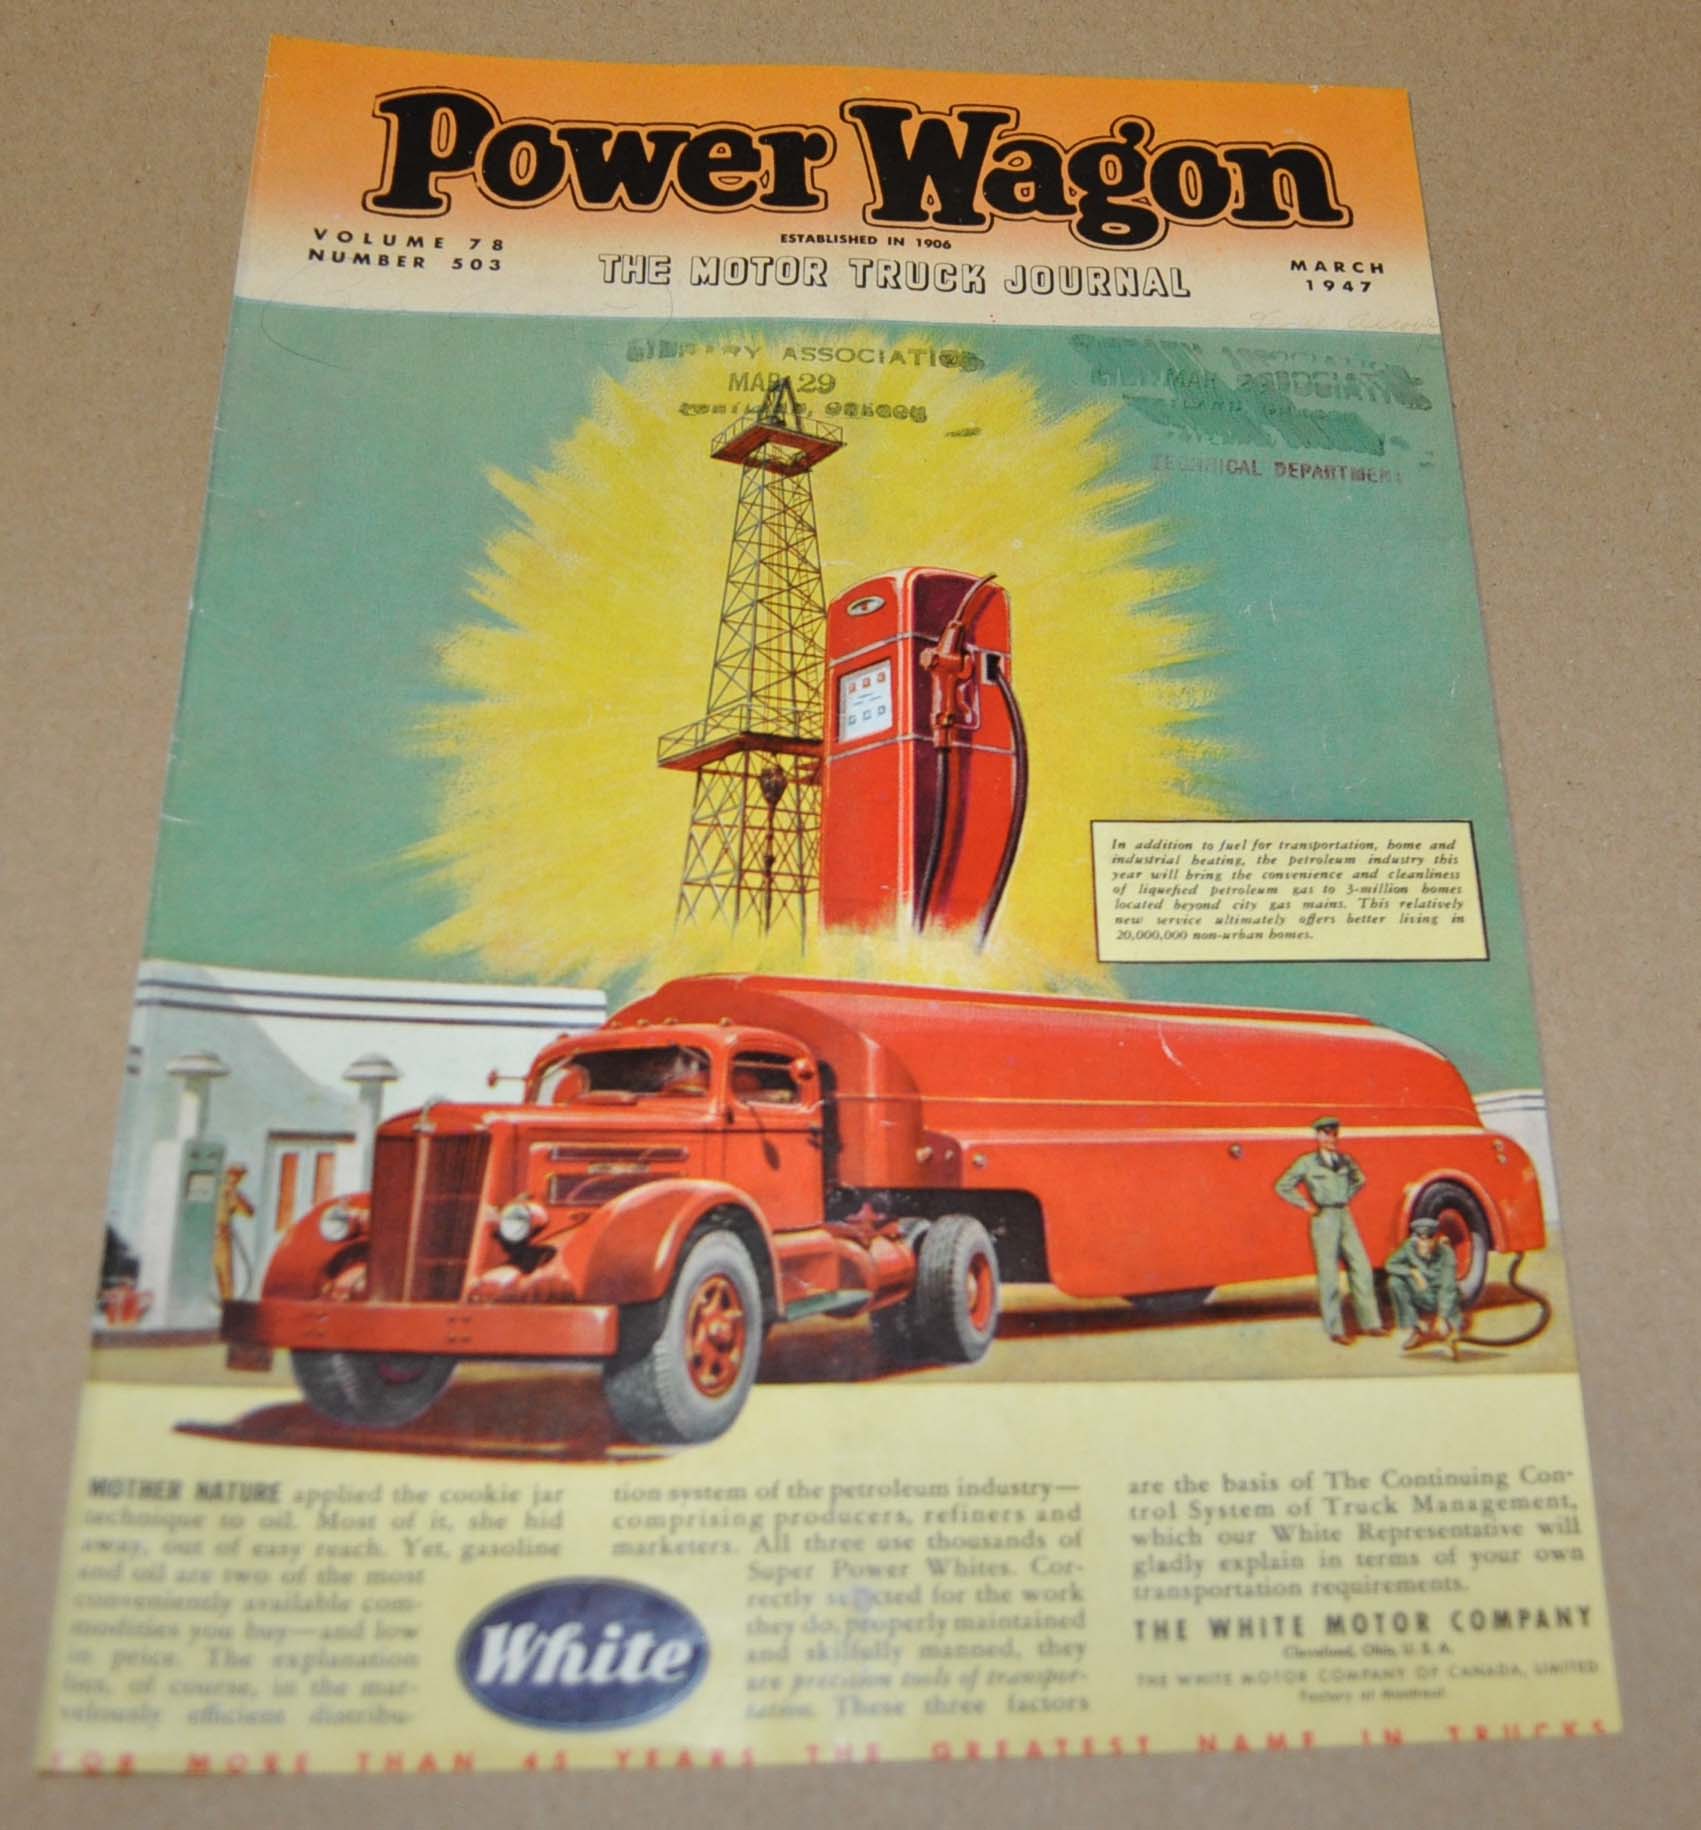 Power Wagon
VOLUME 78
NUMBER 503
ESTABLISHED IN 1906
THE MOTOR TRUCK JOURNAL
MARCH
1947
ASSOCIATION
MAR 29
TECHNICAL DEPARTMENT
In addition to fuel for transportation, home and
industrial heating, the petroleum industry this
year will bring the convenience and cleanliness
of liquefied petroleum gas to 3-million homes
located beyond city gas mains. This relatively
new service ultimately offers better living in
20,000,000 non-urban homes.
MOTHER NATURE applied the cookie jar
technique to oil. Most of it, she hid
away, out of easy reach. Yet, gasoline
and oil are two of the most
conveniently available com-
modities you buy—and low
in price. The explanation
lies, of course, in the mar-
velously efficient distribu-
tion system of the petroleum industry—
comprising producers, refiners and
marketers. All three use thousands of
Super Power Whites. Cor-
rectly selected for the work
they do, properly maintained
and skilfully manned, they
are precision tools of transpor-
tation. These three factors
are the basis of The Continuing Con-
trol System of Truck Management,
which our White Representative will
gladly explain in terms of your own
transportation requirements.
White
THE WHITE MOTOR COMPANY
Cleveland, Ohio, U. S. A.
THE WHITE MOTOR COMPANY OF CANADA, LIMITED
Factory at Montreal
FOR MORE THAN 45 YEARS THE GREATEST NAME IN TRUCKS